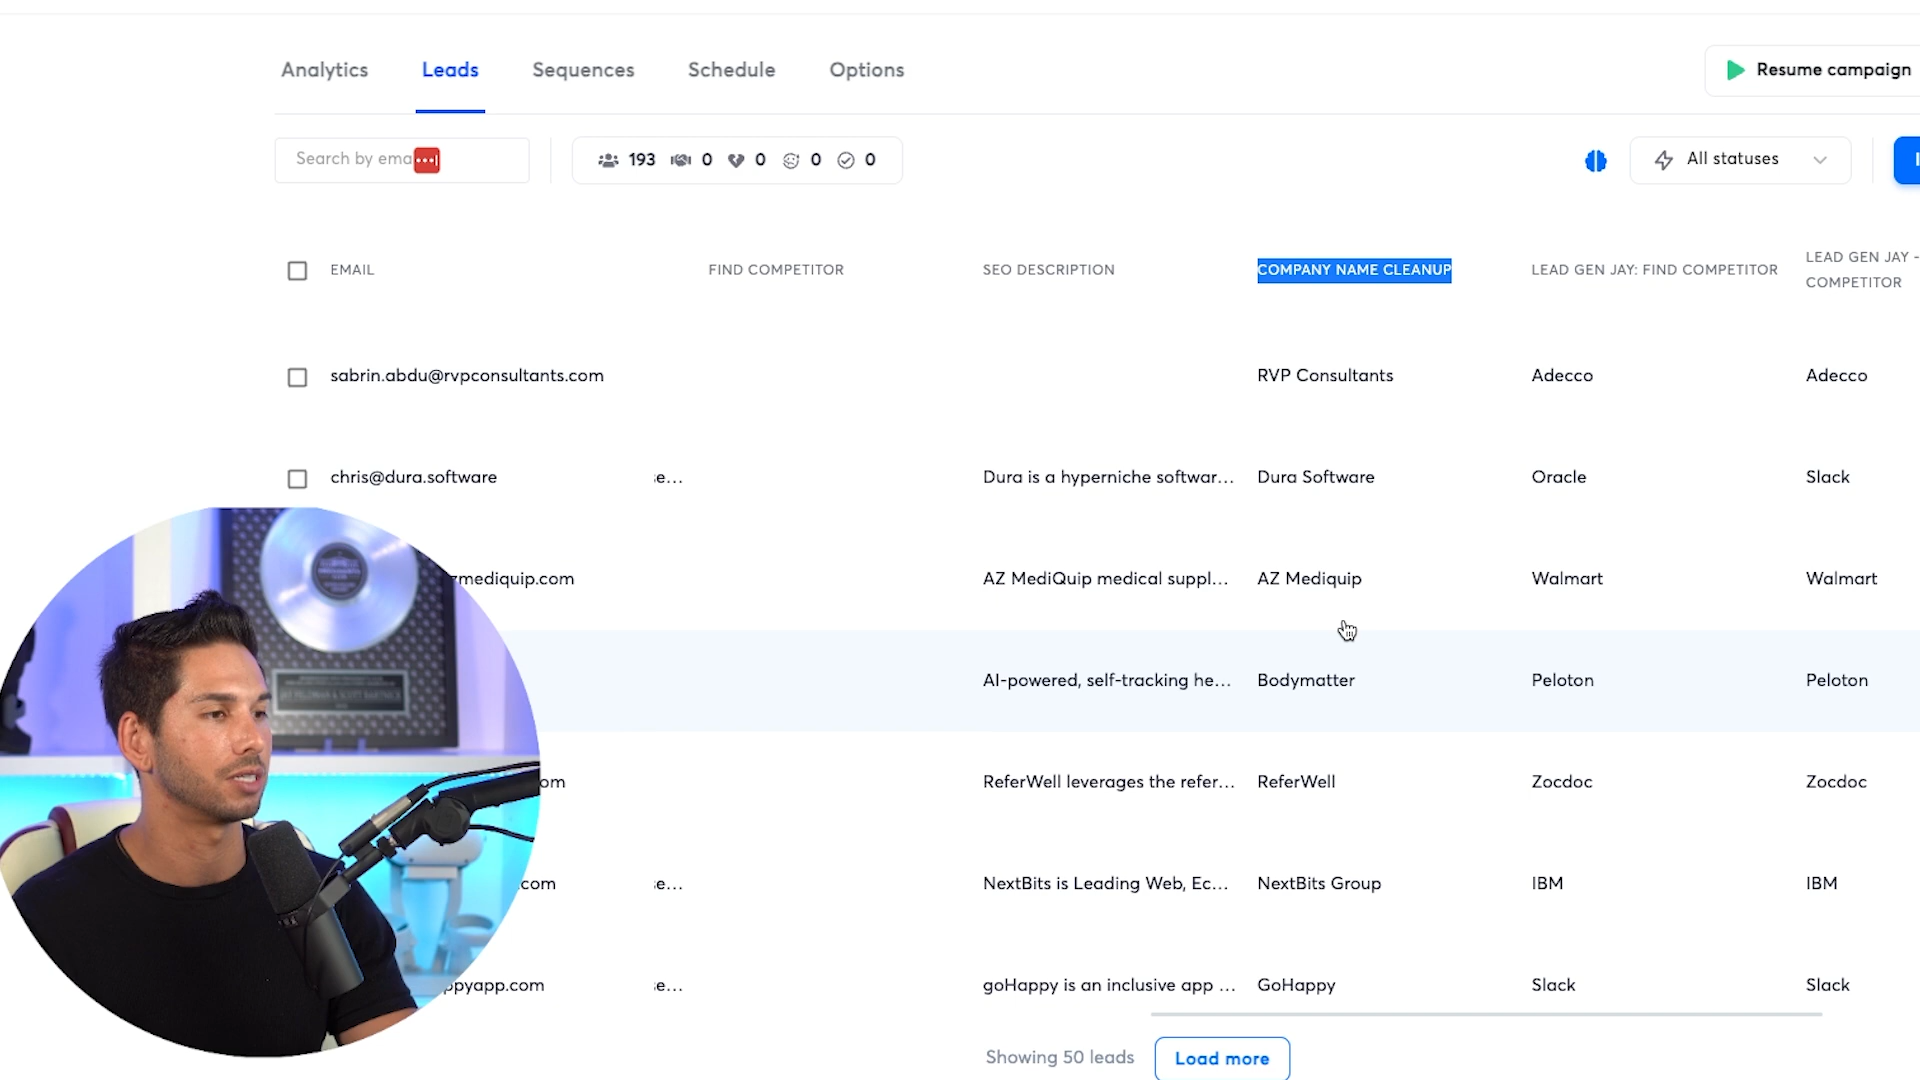 Analytics Leads Sequences Schedule Options Resume campaign
Search by ema 193 0 0 0 0 All statuses
EMAIL FIND COMPETITOR SEO DESCRIPTION COMPANY NAME CLEANUP LEAD GEN JAY: FIND COMPETITOR LEAD GEN JAY -
COMPETITOR
sabrin.abdu@rvpconsultants.com RVP Consultants Adecco Adecco
chris@dura.software e... Dura is a hyperniche softwar... Dura Software Oracle Slack
zmediquip.com AZ MediQuip medical suppl... AZ Mediquip Walmart Walmart
AI-powered, self-tracking he... Bodymatter Peloton Peloton
om ReferWell leverages the refer... ReferWell Zocdoc Zocdoc
.com e... NextBits is Leading Web, Ec... NextBits Group IBM IBM
ppyapp.com e... goHappy is an inclusive app ... GoHappy Slack Slack
Showing 50 leads Load more